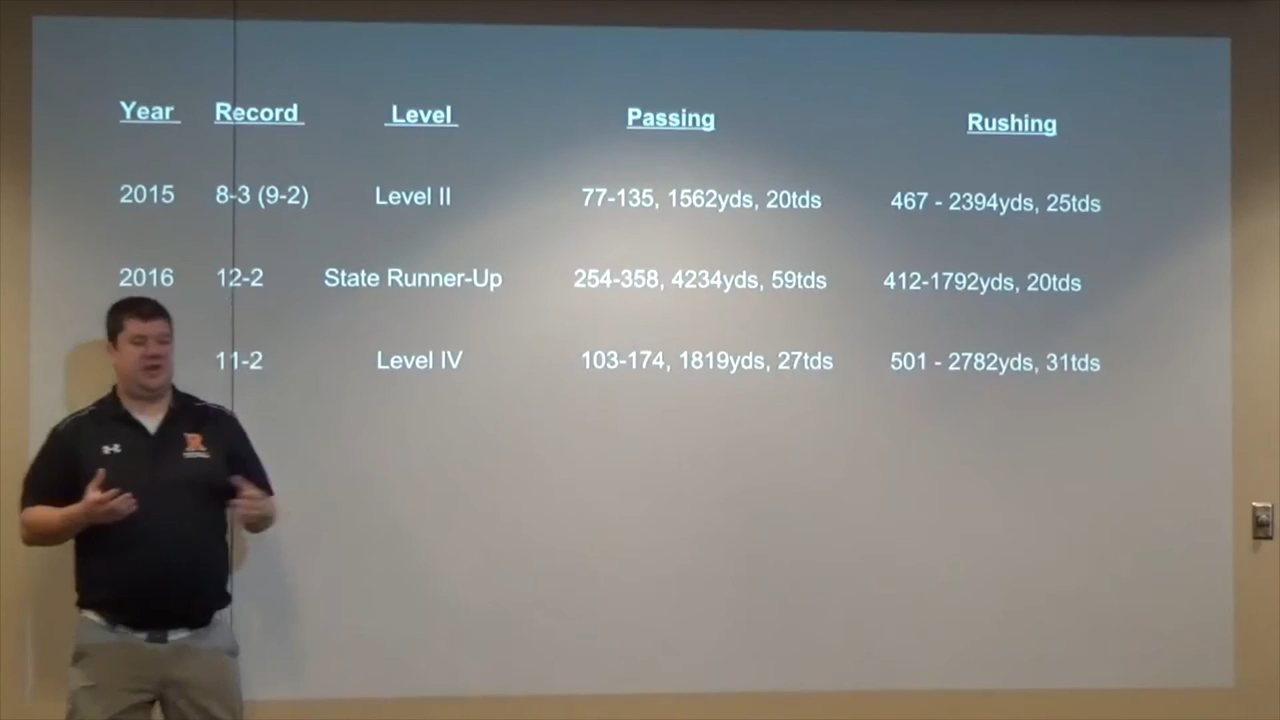 Year Record Level Passing Rushing
2015 8-3 (9-2) Level II 77-135, 1562yds, 20tds 467 - 2394yds, 25tds
2016 12-2 State Runner-Up 254-358, 4234yds, 59tds 412-1792yds, 20tds
11-2 Level IV 103-174, 1819yds, 27tds 501 - 2782yds, 31tds
R